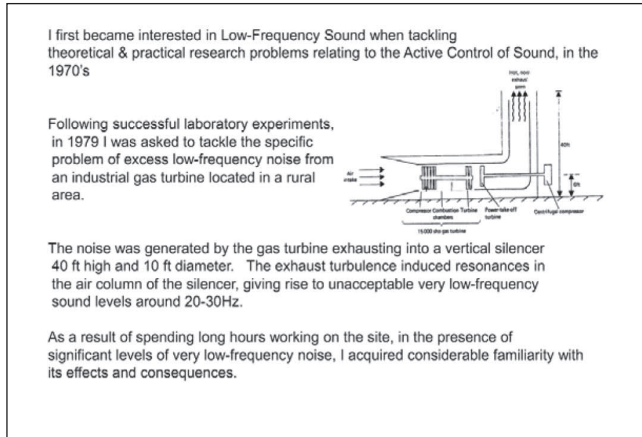 I first became interested in Low-Frequency Sound when tackling
theoretical & practical research problems relating to the Active Control of Sound, in the
1970's
Following successful laboratory experiments,
in 1979 I was asked to tackle the specific
problem of excess low-frequency noise from
an industrial gas turbine located in a rural
area.
exhaust
40ft
Air
intake
6ft
Compressor Combustion Turbine
chambers
Power take off
turbine
Centrifugal compressor
15000 shp gas turbine
The noise was generated by the gas turbine exhausting into a vertical silencer
40 ft high and 10 ft diameter. The exhaust turbulence induced resonances in
the air column of the silencer, giving rise to unacceptable very low-frequency
sound levels around 20-30Hz.
As a result of spending long hours working on the site, in the presence of
significant levels of very low-frequency noise, I acquired considerable familiarity with
its effects and consequences.